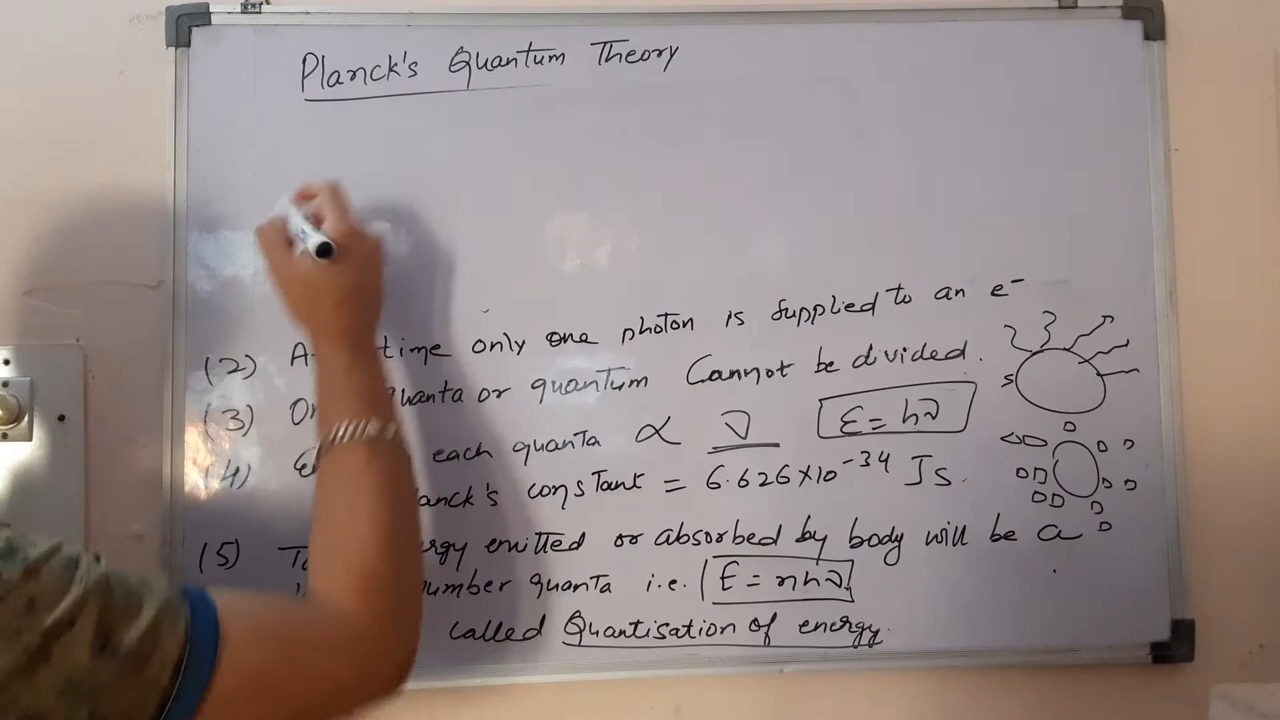 Planck's Quantum Theory
(2) time only one photon is supplied to an e⁻
(3) or quantum Cannot be divided.
(4) each quanta ∝ ν E = hν
constant = 6.626×10⁻³⁴ Js.
(5) emitted or absorbed by body will be a
quanta i.e. E = nhν
called Quantisation of energy.